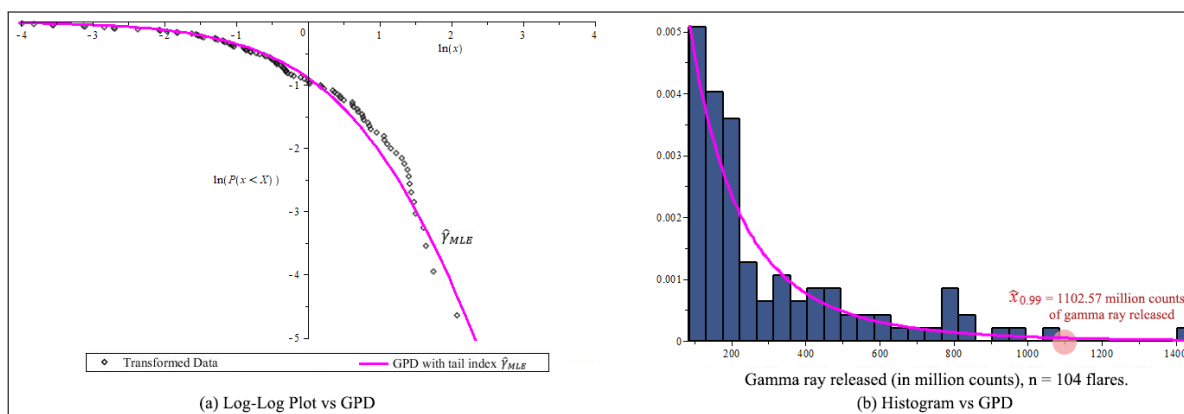 -4 -3 -2 -1 0 1 2 3 4
ln(x)
-1
-2
ln(P(x < X))
-3
γ̂MLE
-4
-5
Transformed Data
GPD with tail index γ̂MLE
(a) Log-Log Plot vs GPD
0.005
0.004
0.003
0.002
0.001
0
x̂0.99 = 1102.57 million counts
of gamma ray released
200 400 600 800 1000 1200 1400
Gamma ray released (in million counts), n = 104 flares.
(b) Histogram vs GPD